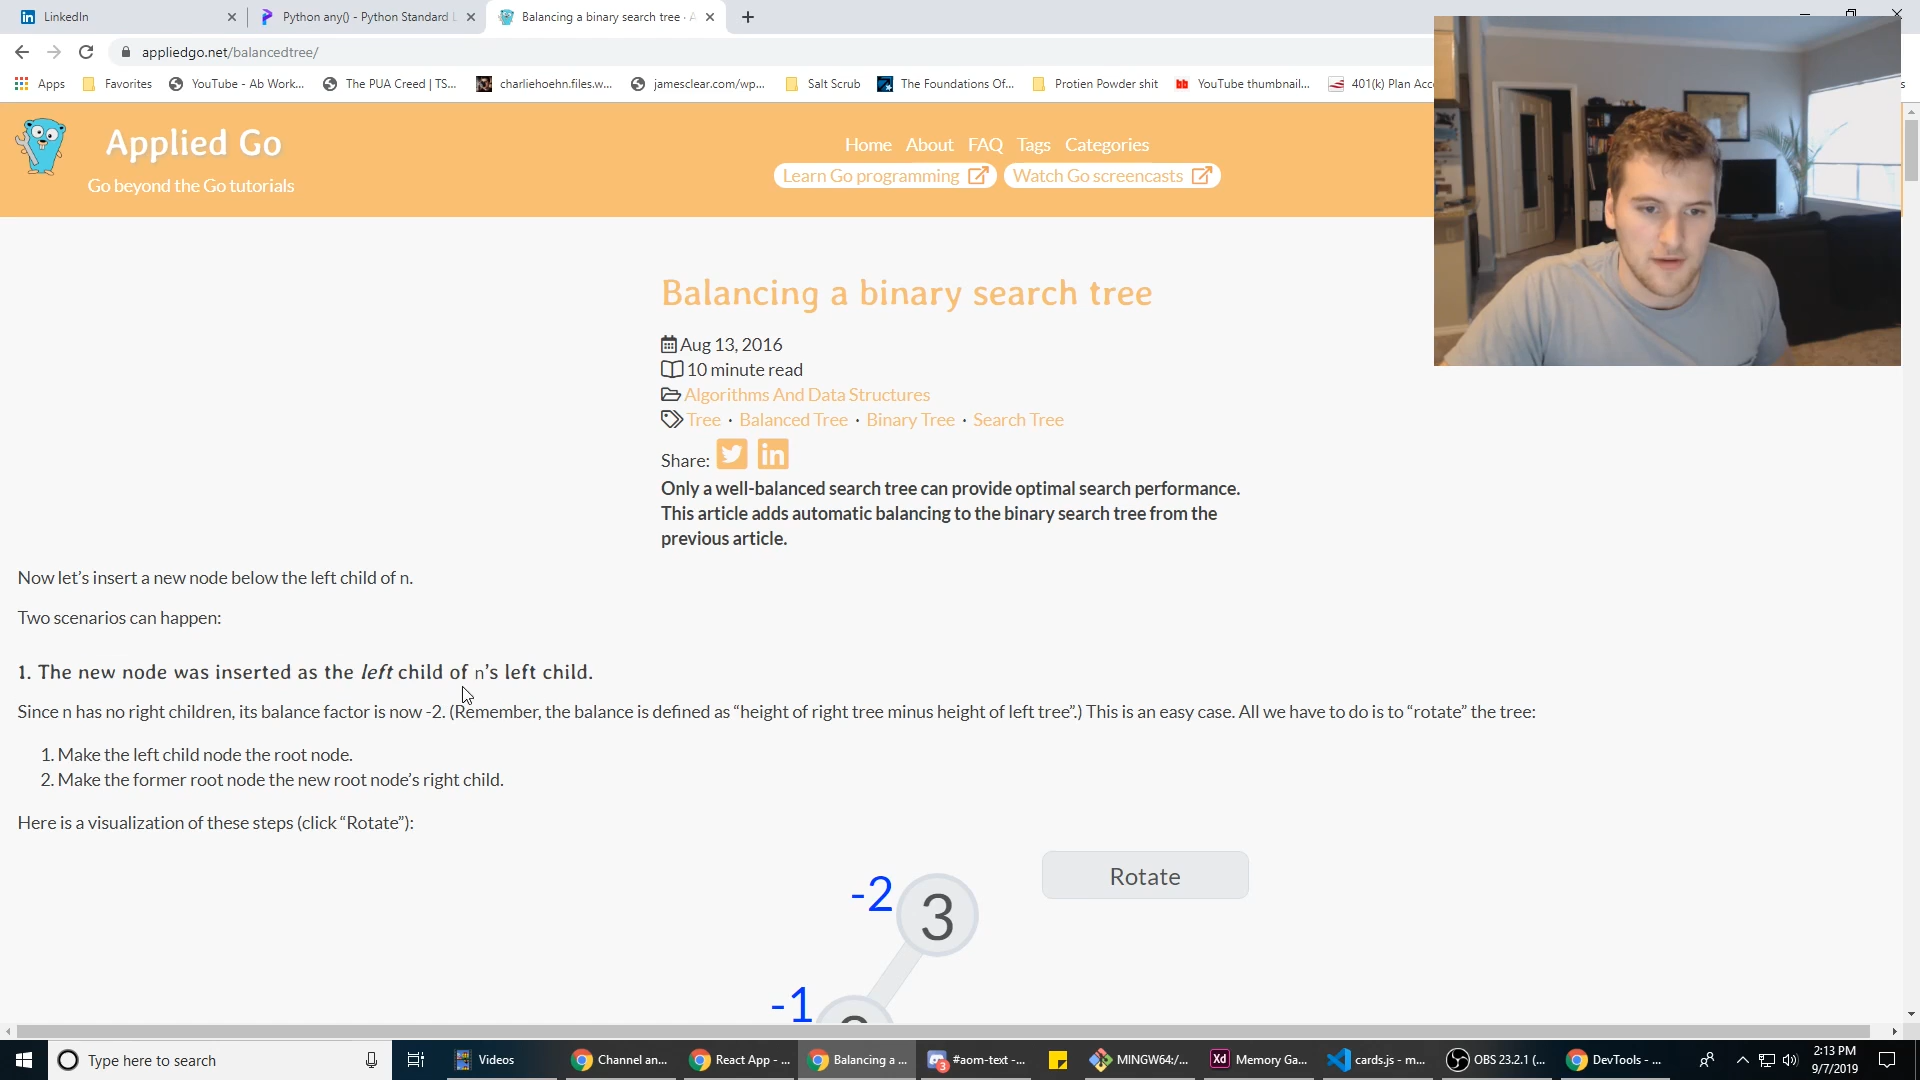 LinkedIn
Python any() - Python Standard L
Balancing a binary search tree · A
appliedgo.net/balancedtree/
Apps
Favorites
YouTube - Ab Work...
The PUA Creed | TS...
charliehoehn.files.w...
jamesclear.com/wp...
Salt Scrub
The Foundations Of...
Protien Powder shit
YouTube thumbnail...
401(k) Plan Acc
s
Applied Go
Go beyond the Go tutorials
Home About FAQ Tags Categories
Learn Go programming
Watch Go screencasts
Balancing a binary search tree
Aug 13, 2016
10 minute read
Algorithms And Data Structures
Tree · Balanced Tree · Binary Tree · Search Tree
Share:
Only a well-balanced search tree can provide optimal search performance.
This article adds automatic balancing to the binary search tree from the
previous article.
Now let’s insert a new node below the left child of n.
Two scenarios can happen:
1. The new node was inserted as the left child of n’s left child.
Since n has no right children, its balance factor is now -2. (Remember, the balance is defined as “height of right tree minus height of left tree”.) This is an easy case. All we have to do is to “rotate” the tree:
1. Make the left child node the root node.
2. Make the former root node the new root node’s right child.
Here is a visualization of these steps (click “Rotate”):
Rotate
-2
3
-1
Type here to search
Videos
Channel an...
React App - ...
Balancing a ...
3
#aom-text -...
MINGW64:/...
Xd
Memory Ga...
cards.js - m...
OBS 23.2.1 (...
DevTools - ...
2:13 PM
9/7/2019